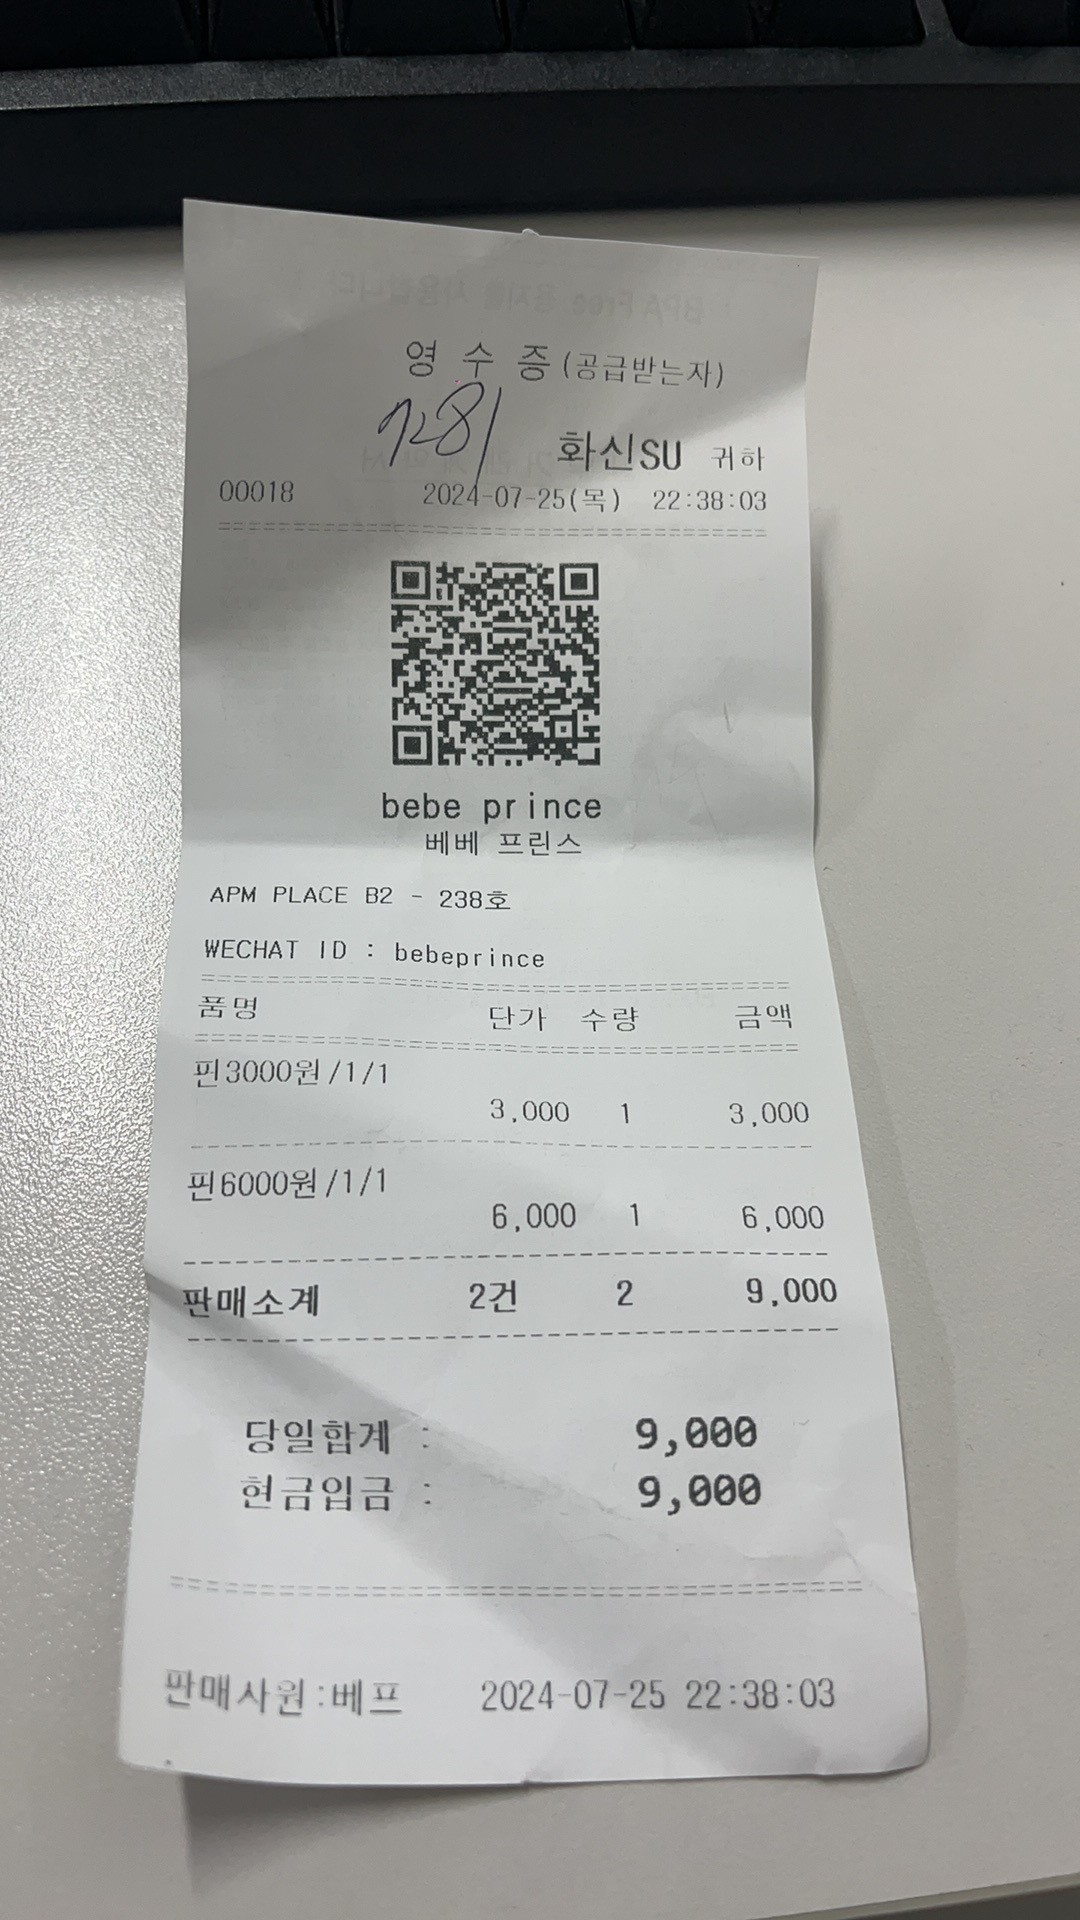 영 수 증 (공급받는자)
7281
화신SU 귀하
00018 2024-07-25(목) 22:38:03
bebe prince
베베 프린스
APM PLACE B2 - 238호
WECHAT ID : bebeprince
품명 단가 수량 금액
핀3000원/1/1
3,000 1 3,000
핀6000원/1/1
6,000 1 6,000
판매소계 2건 2 9,000
당일합계 : 9,000
현금입금 : 9,000
판매사원:베프 2024-07-25 22:38:03